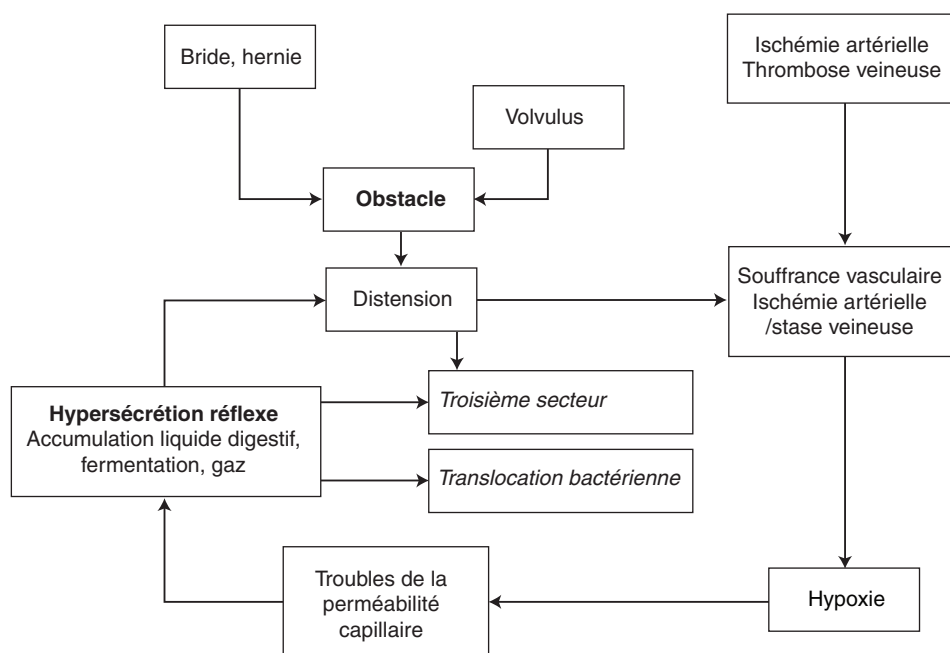 Bride, hernie
Ischémie artérielle
Thrombose veineuse
Volvulus
Obstacle
Distension
Souffrance vasculaire
Ischémie artérielle
/stase veineuse
Hypersécrétion réflexe
Accumulation liquide digestif,
fermentation, gaz
Troisième secteur
Translocation bactérienne
Troubles de la
perméabilité
capillaire
Hypoxie